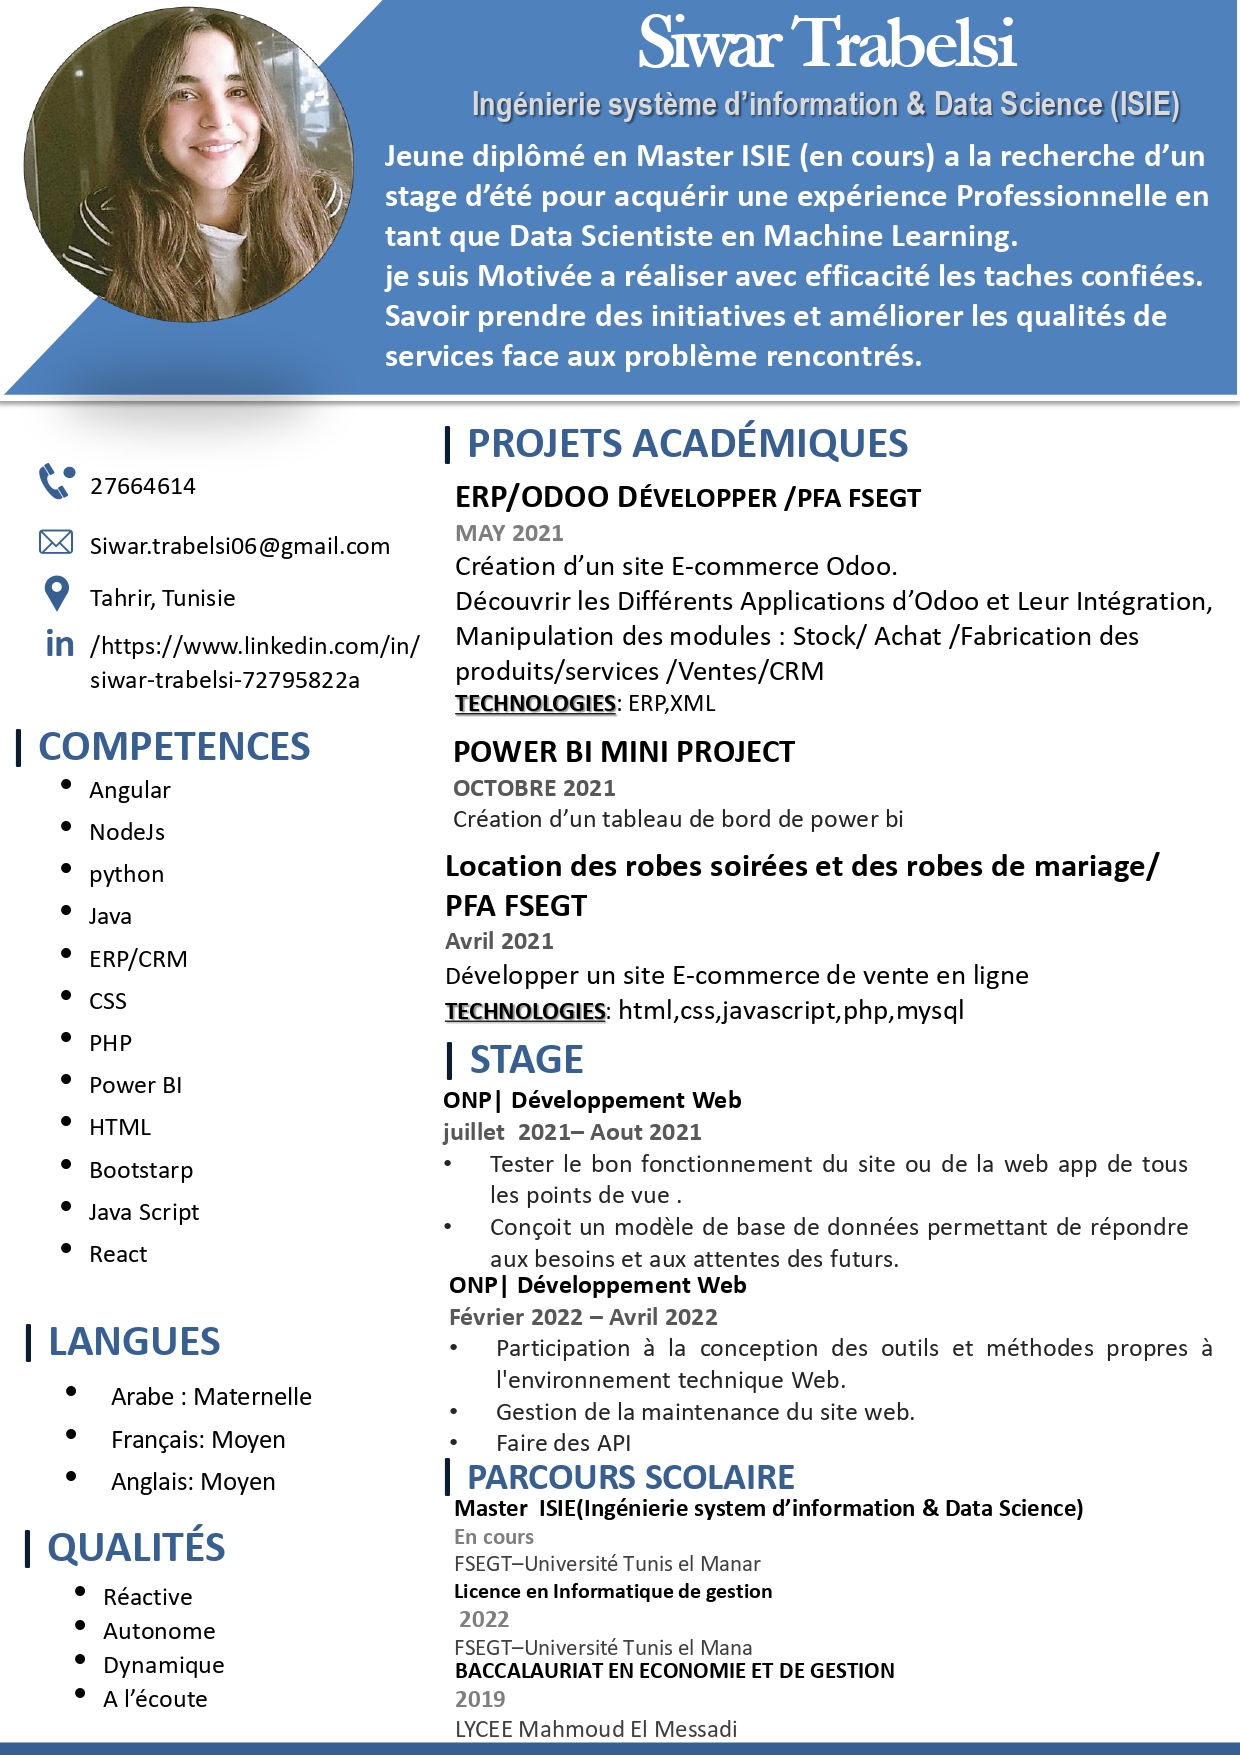 Siwar Trabelsi
Ingénierie système d’information & Data Science (ISIE)
Jeune diplômé en Master ISIE (en cours) a la recherche d’un
stage d’été pour acquérir une expérience Professionnelle en
tant que Data Scientiste en Machine Learning.
je suis Motivée a réaliser avec efficacité les taches confiées.
Savoir prendre des initiatives et améliorer les qualités de
services face aux problème rencontrés.
27664614
Siwar.trabelsi06@gmail.com
Tahrir, Tunisie
in /https://www.linkedin.com/in/
siwar-trabelsi-72795822a
COMPETENCES
• Angular
• NodeJs
• python
• Java
• ERP/CRM
• CSS
• PHP
• Power BI
• HTML
• Bootstarp
• Java Script
• React
LANGUES
• Arabe : Maternelle
• Français: Moyen
• Anglais: Moyen
QUALITÉS
• Réactive
• Autonome
• Dynamique
• A l’écoute
PROJETS ACADÉMIQUES
ERP/ODOO DÉVELOPPER /PFA FSEGT
MAY 2021
Création d’un site E-commerce Odoo.
Découvrir les Différents Applications d’Odoo et Leur Intégration,
Manipulation des modules : Stock/ Achat /Fabrication des
produits/services /Ventes/CRM
TECHNOLOGIES: ERP,XML
POWER BI MINI PROJECT
OCTOBRE 2021
Création d’un tableau de bord de power bi
Location des robes soirées et des robes de mariage/
PFA FSEGT
Avril 2021
Développer un site E-commerce de vente en ligne
TECHNOLOGIES: html,css,javascript,php,mysql
STAGE
ONP| Développement Web
juillet 2021– Aout 2021
• Tester le bon fonctionnement du site ou de la web app de tous
les points de vue .
• Conçoit un modèle de base de données permettant de répondre
aux besoins et aux attentes des futurs.
ONP| Développement Web
Février 2022 – Avril 2022
• Participation à la conception des outils et méthodes propres à
l'environnement technique Web.
• Gestion de la maintenance du site web.
• Faire des API
PARCOURS SCOLAIRE
Master ISIE(Ingénierie system d’information & Data Science)
En cours
FSEGT–Université Tunis el Manar
Licence en Informatique de gestion
2022
FSEGT–Université Tunis el Mana
BACCALAURIAT EN ECONOMIE ET DE GESTION
2019
LYCEE Mahmoud El Messadi